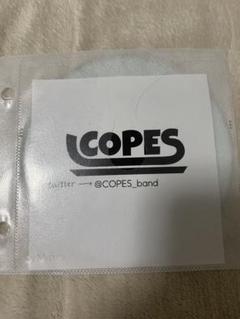 COPES
twitter → @COPES_band